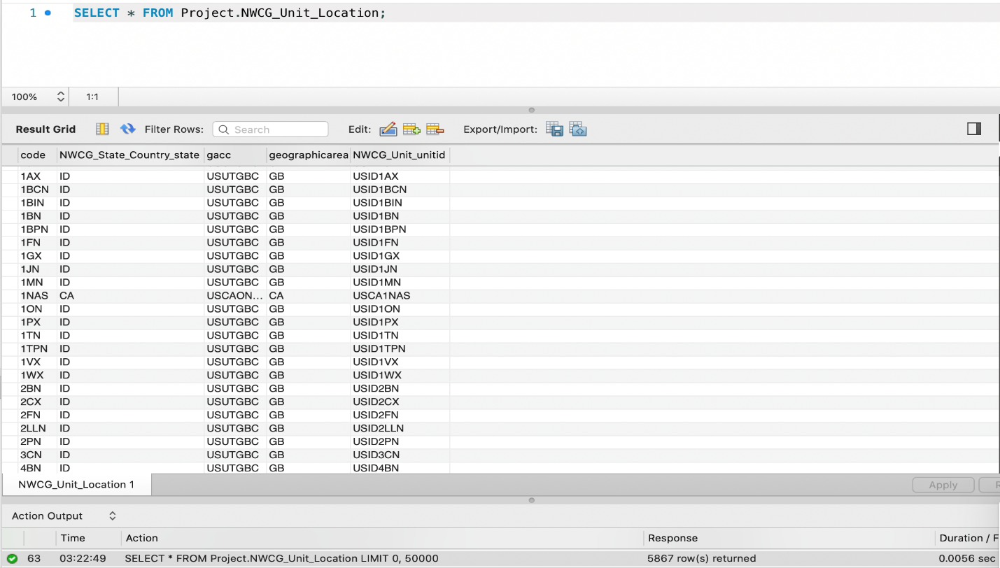 1 SELECT * FROM Project.NWCG_Unit_Location;
100% 1:1
Result Grid Filter Rows: Search Edit: Export/Import:
code NWCG_State_Country_state gacc geographicarea NWCG_Unit_unitid
1AX ID USUTGBC GB USID1AX
1BCN ID USUTGBC GB USID1BCN
1BIN ID USUTGBC GB USID1BIN
1BN ID USUTGBC GB USID1BN
1BPN ID USUTGBC GB USID1BPN
1FN ID USUTGBC GB USID1FN
1GX ID USUTGBC GB USID1GX
1JN ID USUTGBC GB USID1JN
1MN ID USUTGBC GB USID1MN
1NAS CA USCAON... CA USCA1NAS
1ON ID USUTGBC GB USID1ON
1PX ID USUTGBC GB USID1PX
1TN ID USUTGBC GB USID1TN
1TPN ID USUTGBC GB USID1TPN
1VX ID USUTGBC GB USID1VX
1WX ID USUTGBC GB USID1WX
2BN ID USUTGBC GB USID2BN
2CX ID USUTGBC GB USID2CX
2FN ID USUTGBC GB USID2FN
2LLN ID USUTGBC GB USID2LLN
2PN ID USUTGBC GB USID2PN
3CN ID USUTGBC GB USID3CN
4BN ID USUTGBC GB USID4BN
NWCG_Unit_Location 1 Apply
Action Output
Time Action Response Duration / F
63 03:22:49 SELECT * FROM Project.NWCG_Unit_Location LIMIT 0, 50000 5867 row(s) returned 0.0056 sec